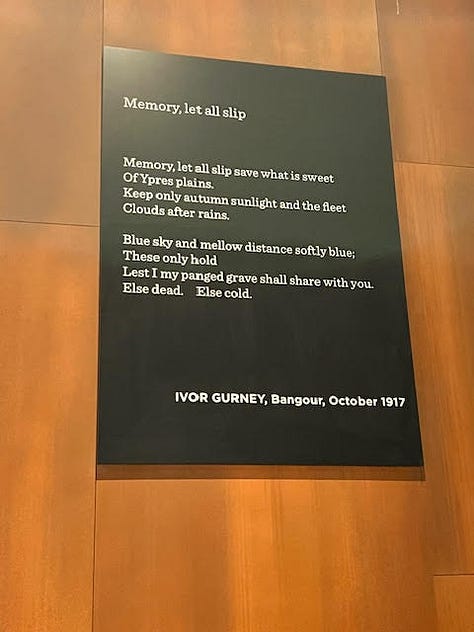 Memory, let all slip
Memory, let all slip save what is sweet
Of Ypres plains.
Keep only autumn sunlight and the fleet
Clouds after rains.
Blue sky and mellow distance softly blue;
These only hold
Lest I my panged grave shall share with you.
Else dead. Else cold.
IVOR GURNEY, Bangour, October 1917